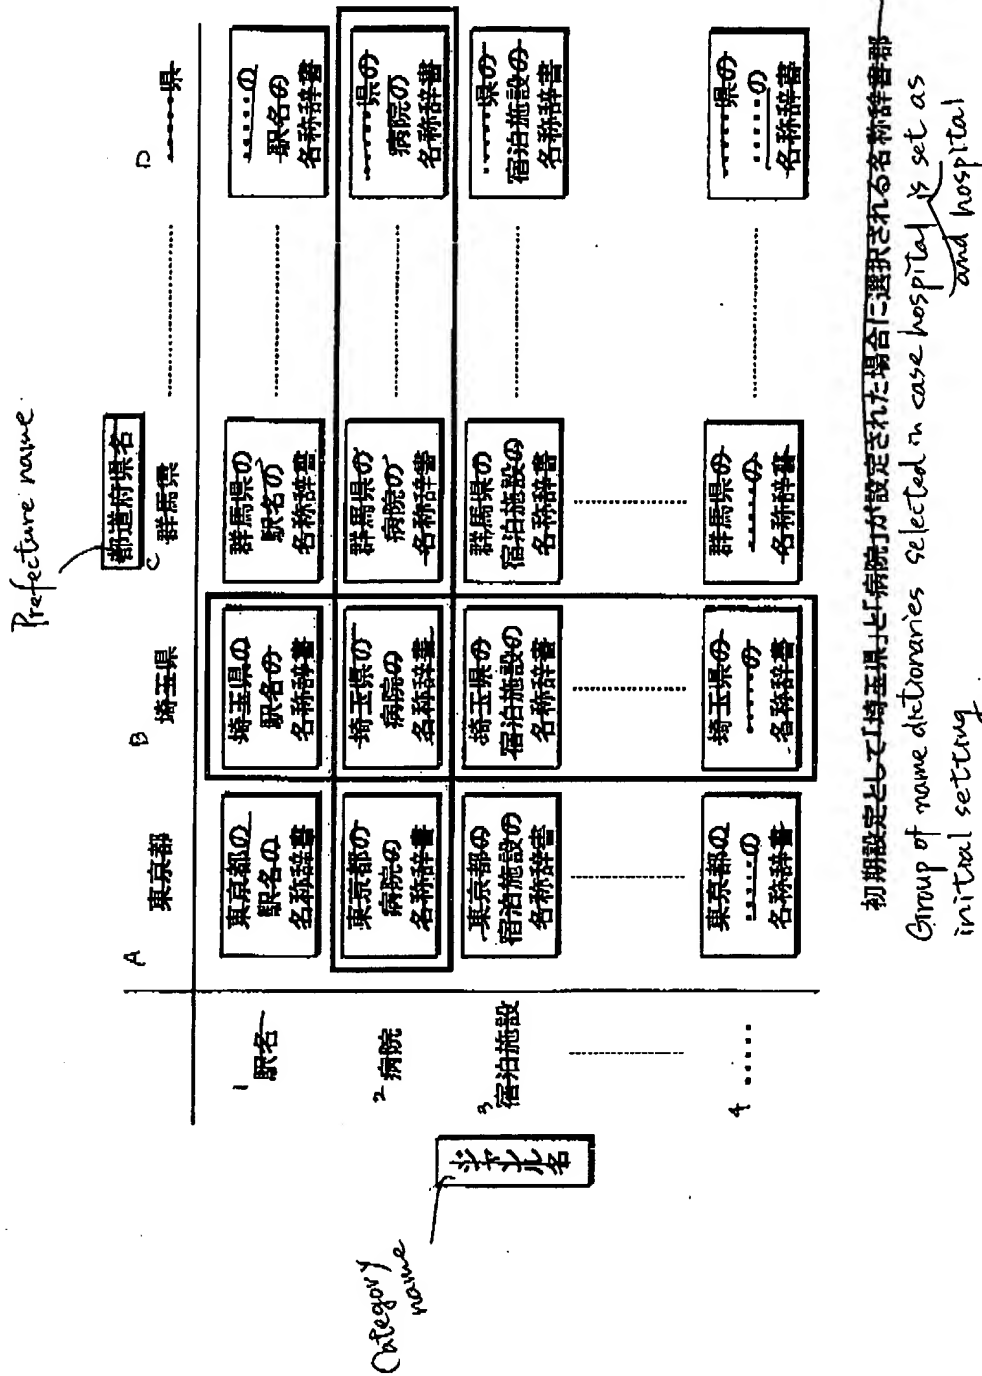 Prefecture name
都道府県名
A
東京都
B
埼玉県
C
群馬県
D
……県
Category
name
ジャンル名
1
駅名
東京都の
駅名の
名称辞書
埼玉県の
駅名の
名称辞書
群馬県の
駅名の
名称辞書
……の
駅名の
名称辞書
2
病院
東京都の
病院の
名称辞書
埼玉県の
病院の
名称辞書
群馬県の
病院の
名称辞書
……県の
病院の
名称辞書
3
宿泊施設
東京都の
宿泊施設の
名称辞書
埼玉県の
宿泊施設の
名称辞書
群馬県の
宿泊施設の
名称辞書
……県の
宿泊施設の
名称辞書
4
……
東京都の
……の
名称辞書
埼玉県の
……の
名称辞書
群馬県の
……の
名称辞書
……県の
……の
名称辞書
初期設定として「埼玉県」と「病院」が設定された場合に選択される名称辞書郡
Group of name dictionaries selected in case hospital is set as
and hospital
initial setting